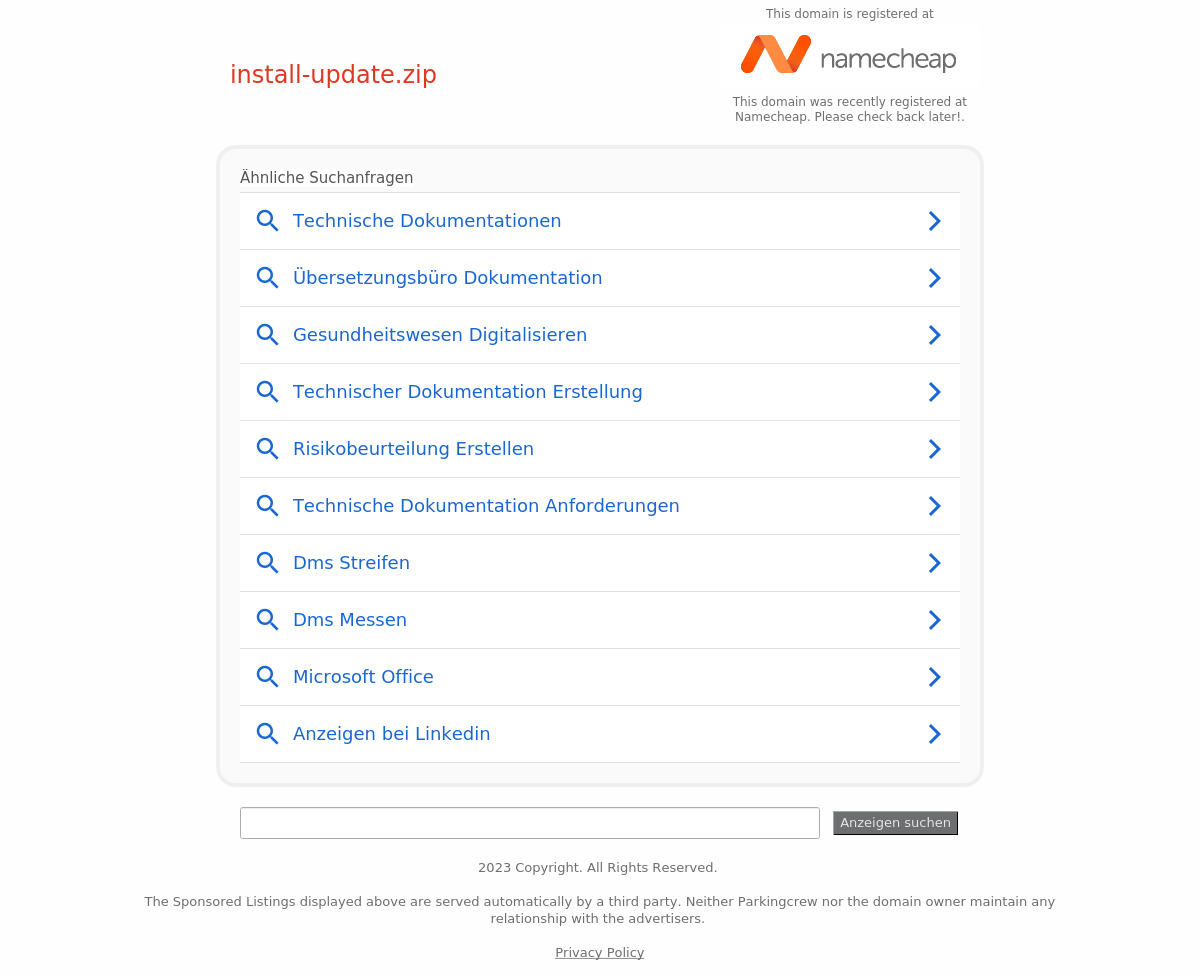 This domain is registered at
namecheap
install-update.zip
This domain was recently registered at
Namecheap. Please check back later!.
Ähnliche Suchanfragen
Technische Dokumentationen
Übersetzungsbüro Dokumentation
Gesundheitswesen Digitalisieren
Technischer Dokumentation Erstellung
Risikobeurteilung Erstellen
Technische Dokumentation Anforderungen
Dms Streifen
Dms Messen
Microsoft Office
Anzeigen bei Linkedin
Anzeigen suchen
2023 Copyright. All Rights Reserved.
The Sponsored Listings displayed above are served automatically by a third party. Neither Parkingcrew nor the domain owner maintain any
relationship with the advertisers.
Privacy Policy